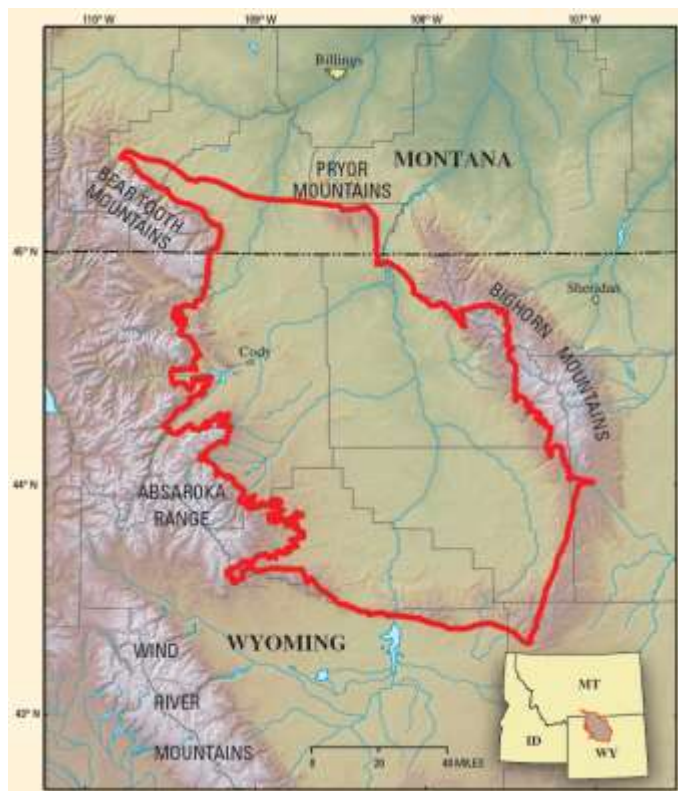 110° W
109° W
108° W
107° W
Billings
MONTANA
PRYOR
MOUNTAINS
BEARTOOTH
MOUNTAINS
45° N
BIGHORN
MOUNTAINS
Sheridan
Cody
44° N
ABSAROKA
RANGE
WYOMING
WIND
RIVER
MOUNTAINS
43° N
0 20 40 MILES
MT
ID
WY